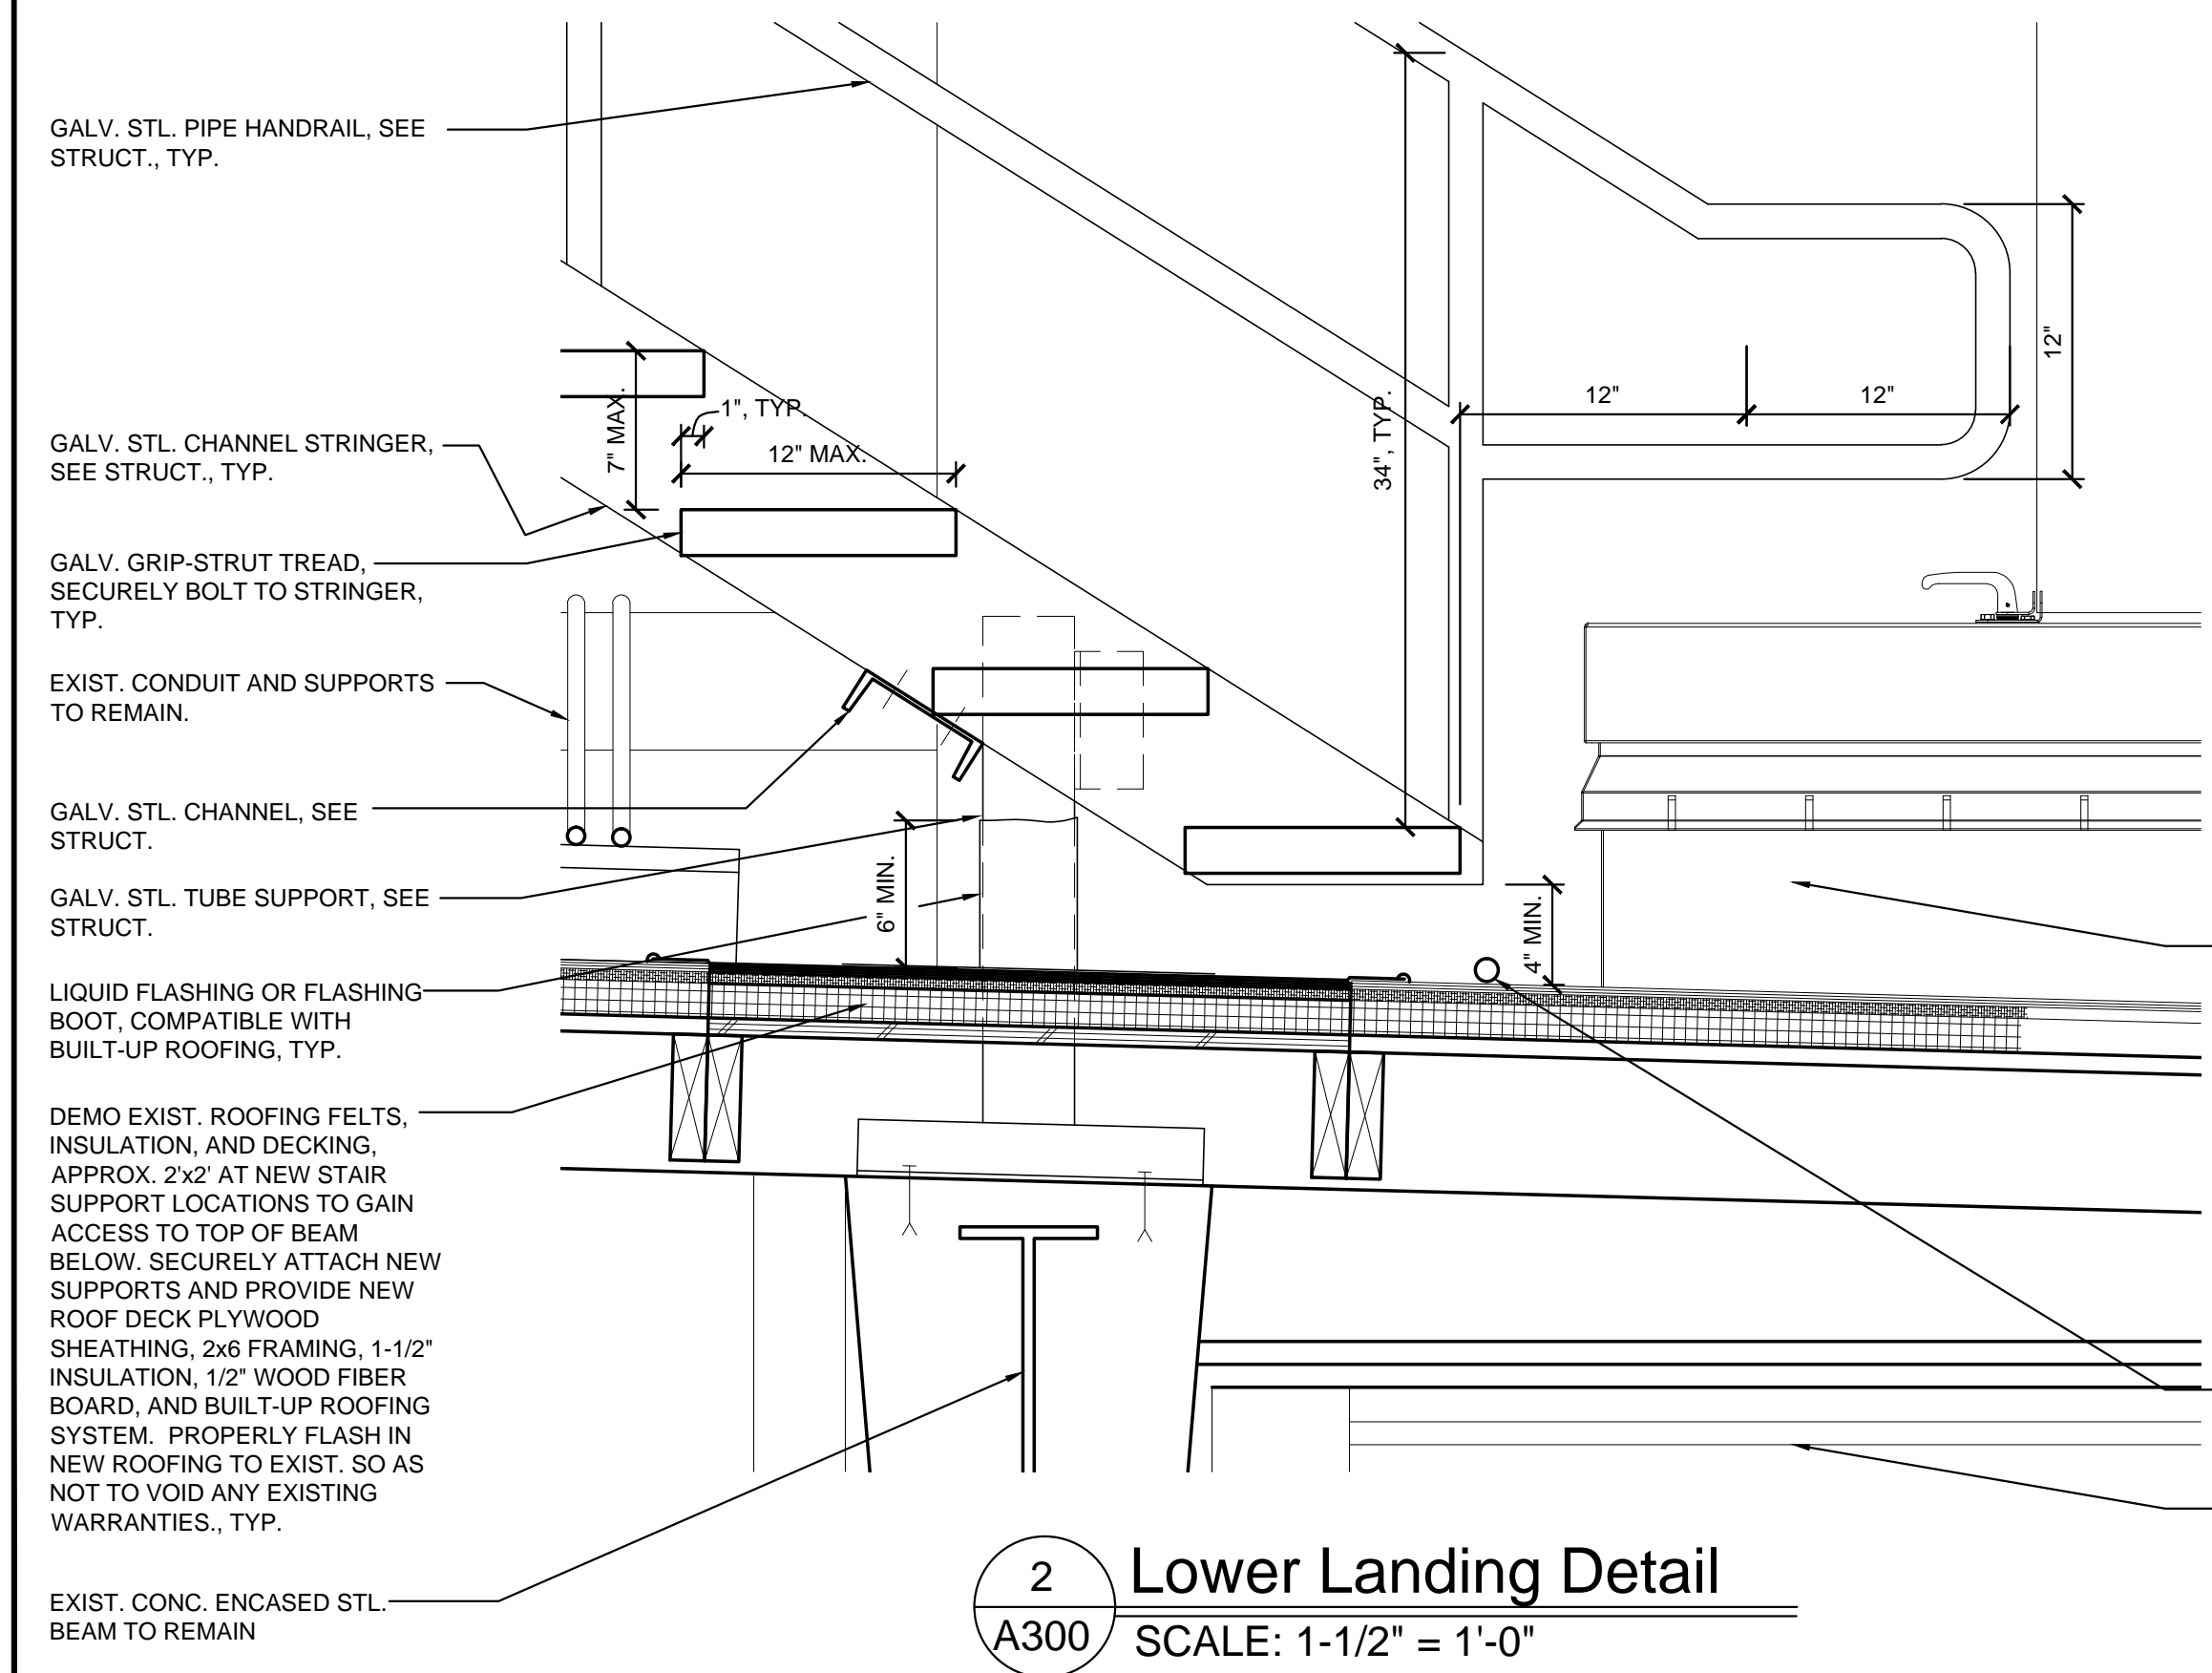 GALV. STL. PIPE HANDRAIL, SEE
STRUCT., TYP.
GALV. STL. CHANNEL STRINGER,
SEE STRUCT., TYP.
GALV. GRIP-STRUT TREAD,
SECURELY BOLT TO STRINGER,
TYP.
EXIST. CONDUIT AND SUPPORTS
TO REMAIN.
GALV. STL. CHANNEL, SEE
STRUCT.
GALV. STL. TUBE SUPPORT, SEE
STRUCT.
LIQUID FLASHING OR FLASHING
BOOT, COMPATIBLE WITH
BUILT-UP ROOFING, TYP.
DEMO EXIST. ROOFING FELTS,
INSULATION, AND DECKING,
APPROX. 2'x2' AT NEW STAIR
SUPPORT LOCATIONS TO GAIN
ACCESS TO TOP OF BEAM
BELOW. SECURELY ATTACH NEW
SUPPORTS AND PROVIDE NEW
ROOF DECK PLYWOOD
SHEATHING, 2x6 FRAMING, 1-1/2"
INSULATION, 1/2" WOOD FIBER
BOARD, AND BUILT-UP ROOFING
SYSTEM. PROPERLY FLASH IN
NEW ROOFING TO EXIST. SO AS
NOT TO VOID ANY EXISTING
WARRANTIES., TYP.
EXIST. CONC. ENCASED STL.
BEAM TO REMAIN
7" MAX.
1", TYP.
12" MAX.
34", TYP.
12"
12"
12"
6" MIN.
4" MIN.
2
A300
Lower Landing Detail
SCALE: 1-1/2" = 1'-0"